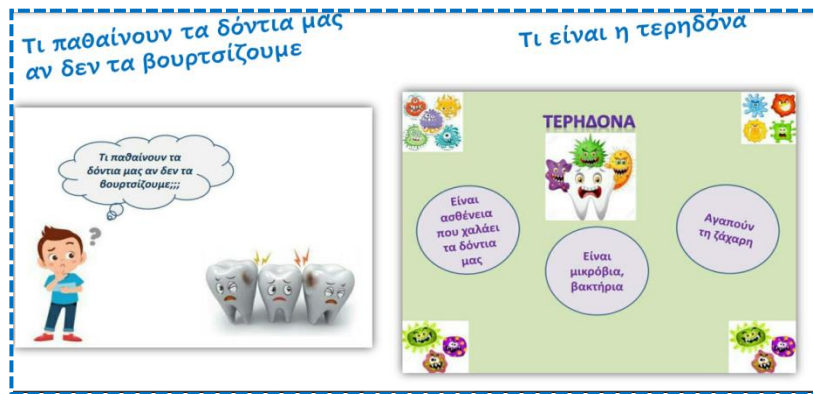 Τι παθαίνουν τα δόντια μας
αν δεν τα βουρτσίζουμε
Τι είναι η τερηδόνα
Τι παθαίνουν τα
δόντια μας αν δεν τα
βουρτσίζουμε;;;
ΤΕΡΗΔΟΝΑ
Είναι
ασθένεια
που χαλάει
τα δόντια
μας
Είναι
μικρόβια,
βακτήρια
Αγαπούν
τη ζάχαρη